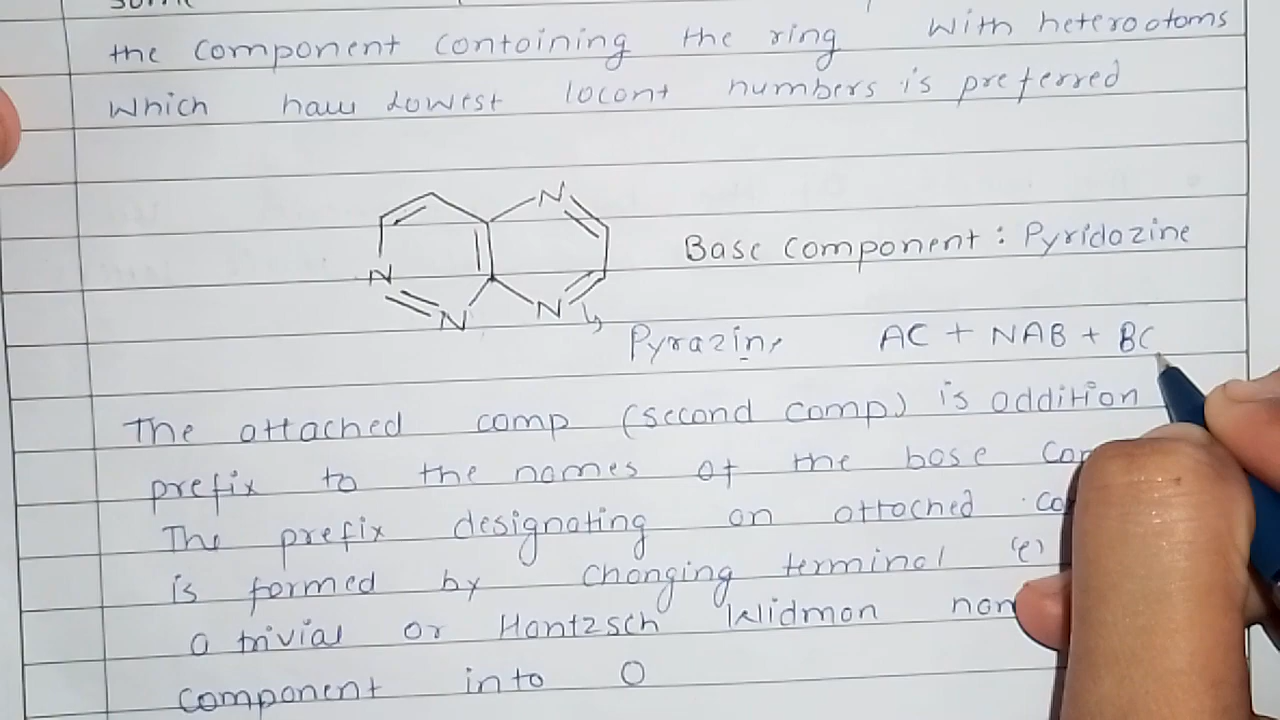 the component containing the ring with heteroatoms
which have Lowest locant numbers is preferred
N
Base component : Pyridazine
N
N
N
Pyrazin, AC + NAB + BC
The attached comp (second comp) is addition
prefix to the names of the base
The prefix designating an attached
is formed by changing terminal (e)
a trivial or Hantzsch Widman
component into O